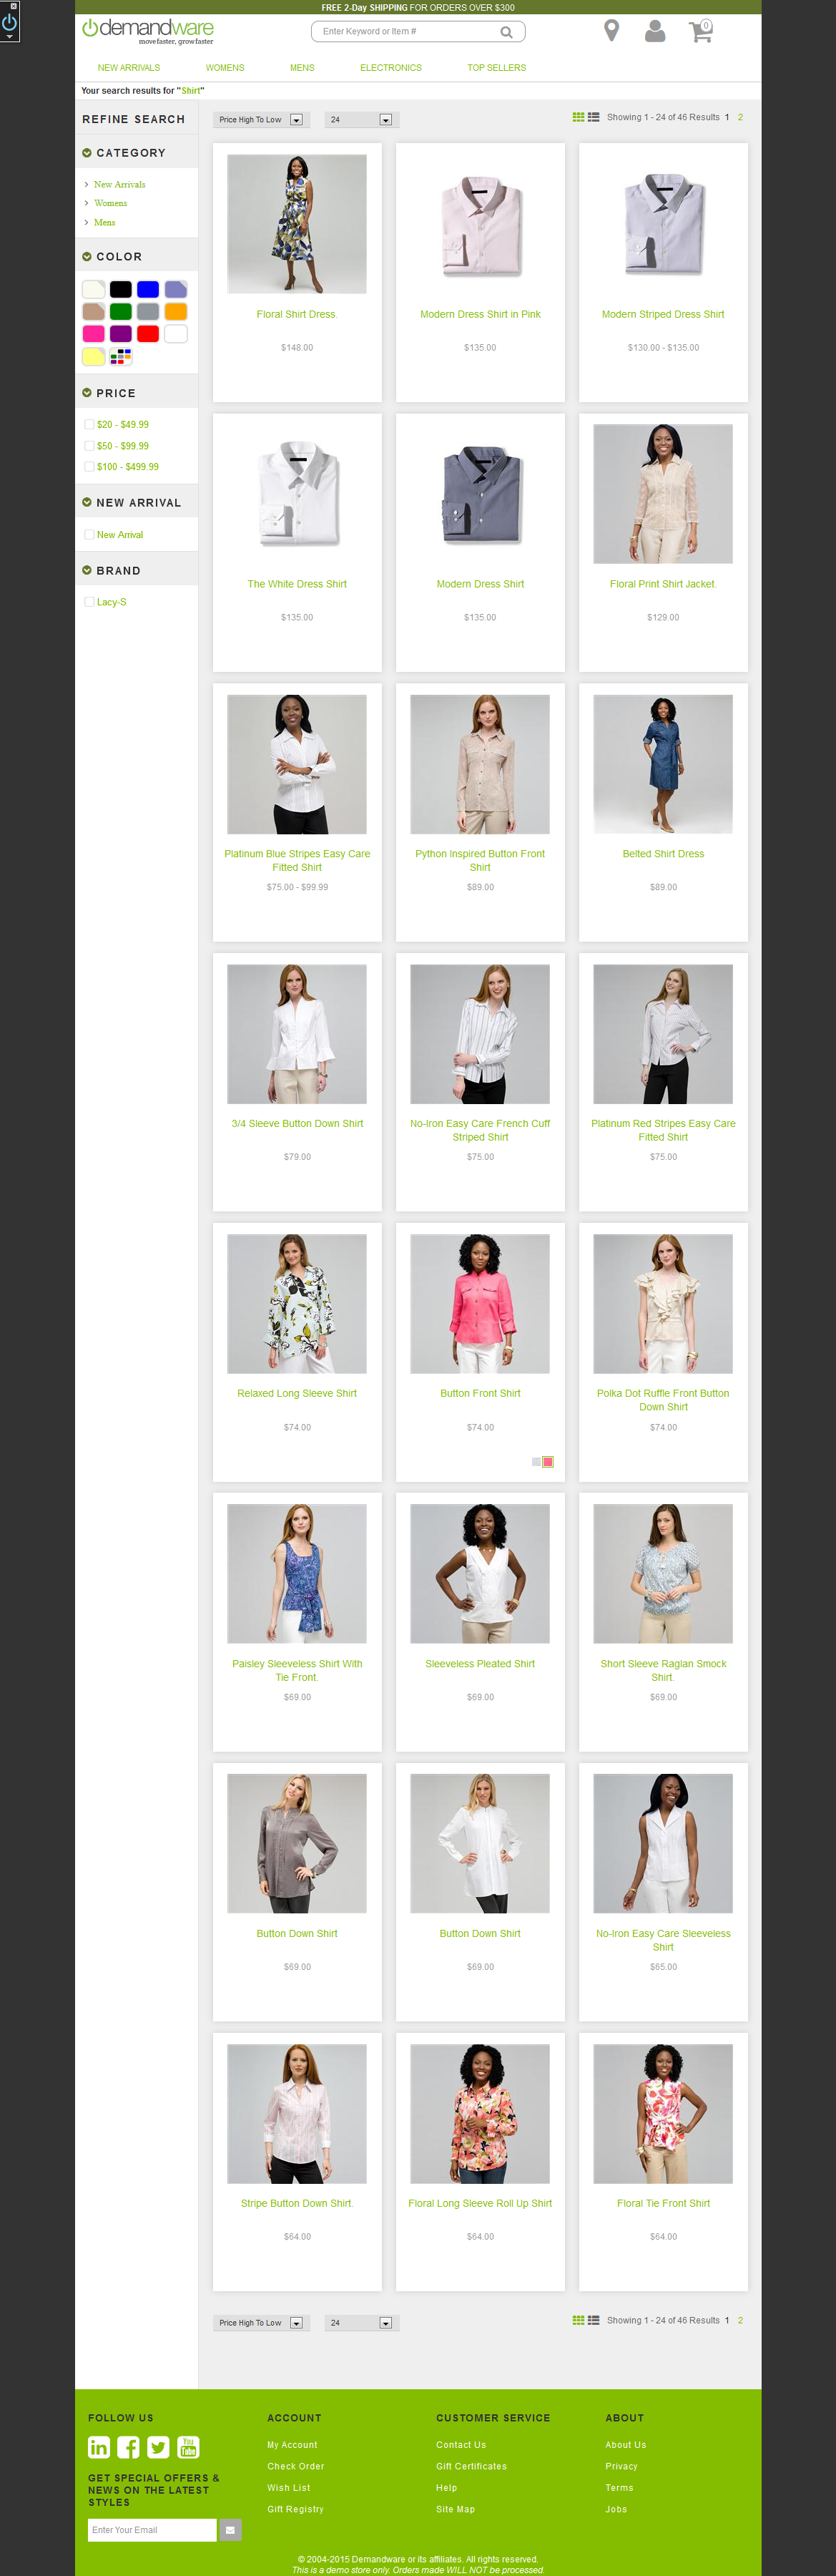 FREE 2-Day SHIPPING FOR ORDERS OVER $300
demandware
move faster, grow faster
Enter Keyword or Item #
0
NEW ARRIVALS WOMENS MENS ELECTRONICS TOP SELLERS
Your search results for "Shirt"
REFINE SEARCH
CATEGORY
New Arrivals
Womens
Mens
COLOR
PRICE
$20 - $49.99
$50 - $99.99
$100 - $499.99
NEW ARRIVAL
New Arrival
BRAND
Lacy-S
Price High To Low 24 Showing 1 - 24 of 46 Results 1 2
Floral Shirt Dress. Modern Dress Shirt in Pink Modern Striped Dress Shirt
$148.00 $135.00 $130.00 - $135.00
The White Dress Shirt Modern Dress Shirt Floral Print Shirt Jacket.
$135.00 $135.00 $129.00
Platinum Blue Stripes Easy Care Python Inspired Button Front Belted Shirt Dress
Fitted Shirt Shirt
$75.00 - $99.99 $89.00 $89.00
3/4 Sleeve Button Down Shirt No-Iron Easy Care French Cuff Platinum Red Stripes Easy Care
Striped Shirt Fitted Shirt
$79.00 $75.00 $75.00
Relaxed Long Sleeve Shirt Button Front Shirt Polka Dot Ruffle Front Button
Down Shirt
$74.00 $74.00 $74.00
Paisley Sleeveless Shirt With Sleeveless Pleated Shirt Short Sleeve Raglan Smock
Tie Front. Shirt.
$69.00 $69.00 $69.00
Button Down Shirt Button Down Shirt No-Iron Easy Care Sleeveless
Shirt
$69.00 $69.00 $65.00
Stripe Button Down Shirt. Floral Long Sleeve Roll Up Shirt Floral Tie Front Shirt
$64.00 $64.00 $64.00
Price High To Low 24 Showing 1 - 24 of 46 Results 1 2
FOLLOW US
in f You Tube
GET SPECIAL OFFERS &
NEWS ON THE LATEST
STYLES
Enter Your Email
ACCOUNT
My Account
Check Order
Wish List
Gift Registry
CUSTOMER SERVICE
Contact Us
Gift Certificates
Help
Site Map
ABOUT
About Us
Privacy
Terms
Jobs
© 2004-2015 Demandware or its affiliates. All rights reserved.
This is a demo store only. Orders made WILL NOT be processed.